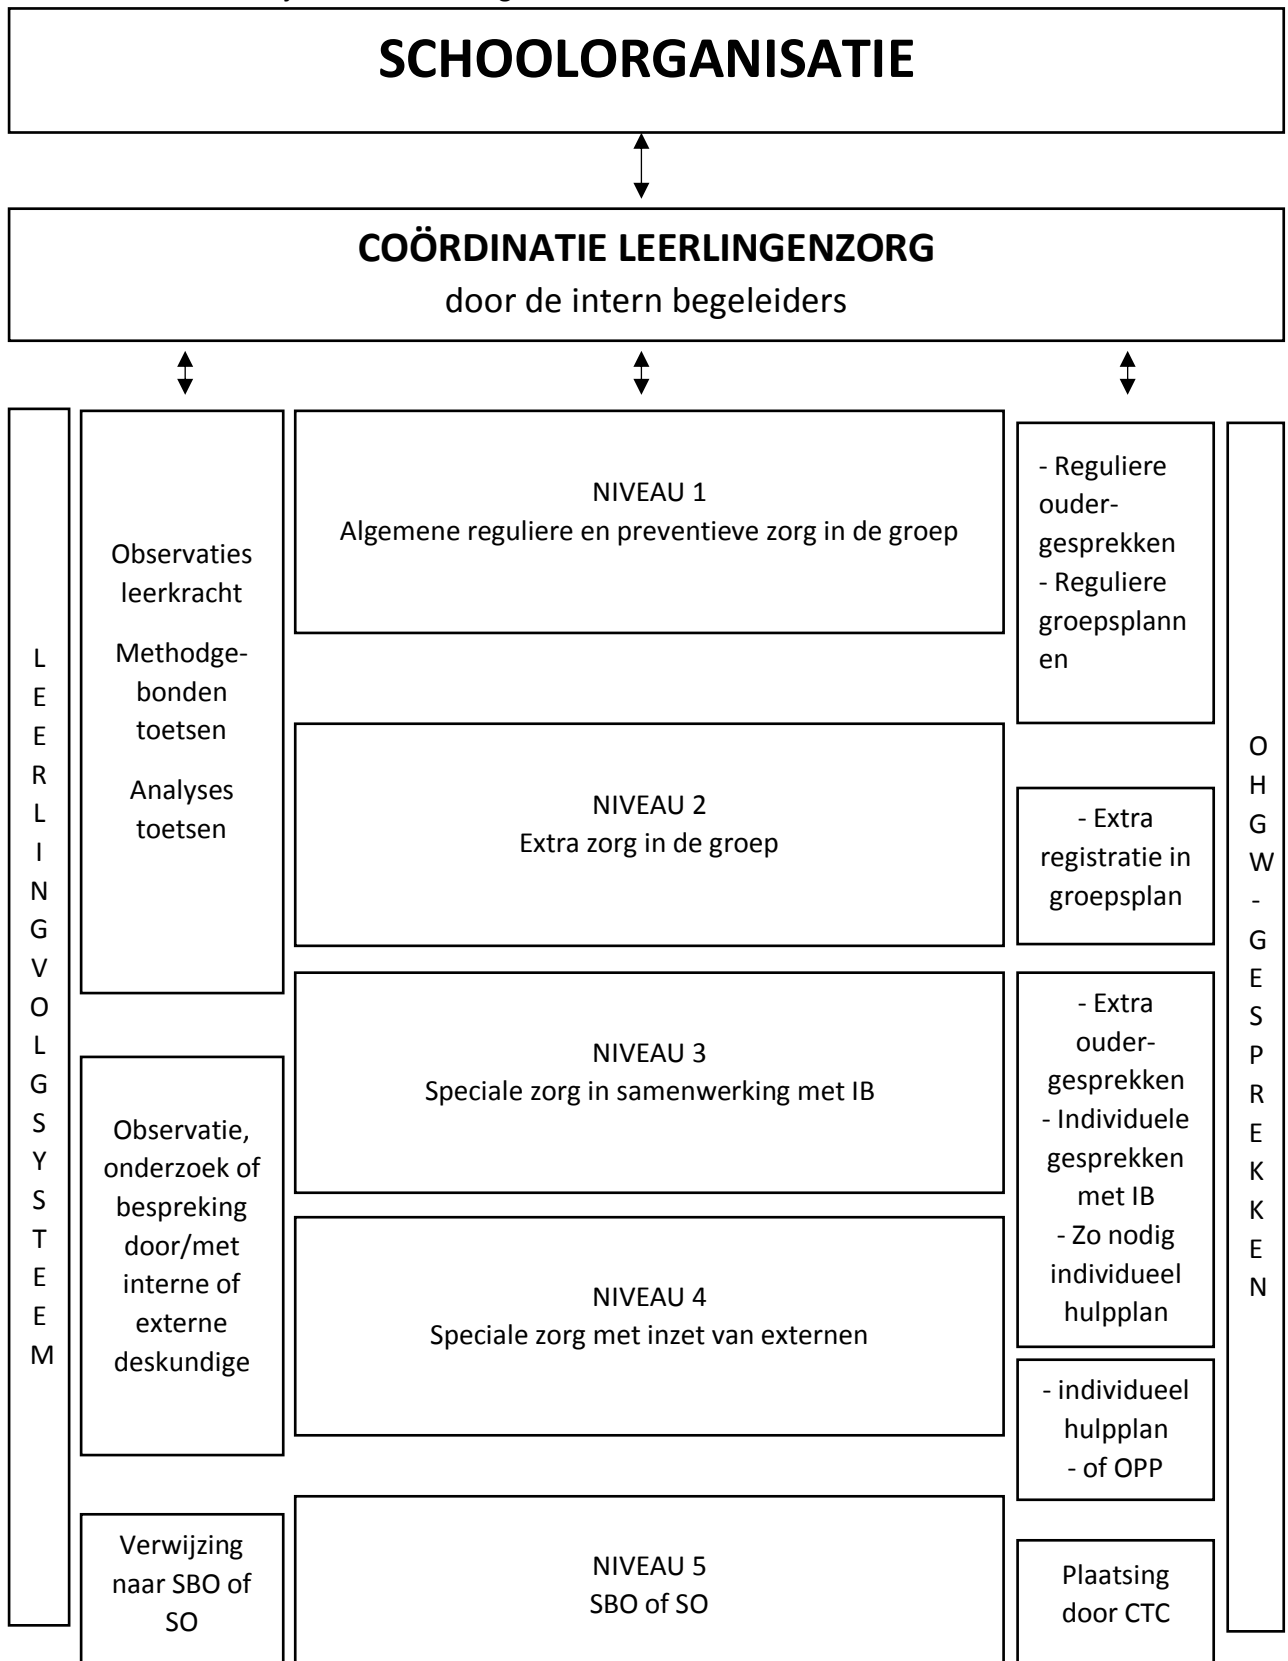 SCHOOLORGANISATIE
COÖRDINATIE LEERLINGENZORG
door de intern begeleiders
LEERLINGVOLGSYSTEEM
Observaties
leerkracht
Methodge-
bonden
toetsen
Analyses
toetsen
Observatie,
onderzoek of
bespreking
door/met
interne of
externe
deskundige
Verwijzing
naar SBO of
SO
NIVEAU 1
Algemene reguliere en preventieve zorg in de groep
NIVEAU 2
Extra zorg in de groep
NIVEAU 3
Speciale zorg in samenwerking met IB
NIVEAU 4
Speciale zorg met inzet van externen
NIVEAU 5
SBO of SO
- Reguliere
ouder-
gesprekken
- Reguliere
groepsplann
en
- Extra
registratie in
groepsplan
- Extra
ouder-
gesprekken
- Individuele
gesprekken
met IB
- Zo nodig
individueel
hulpplan
- individueel
hulpplan
- of OPP
Plaatsing
door CTC
OHGW-GESPREKKEN